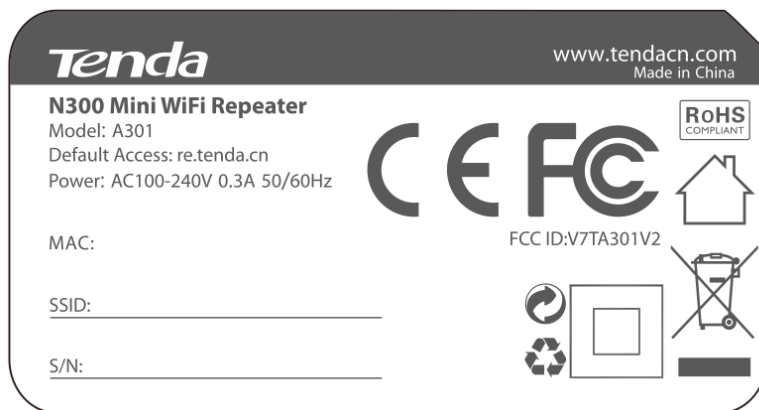 Tenda
www.tendacn.com
Made in China
N300 Mini WiFi Repeater
Model: A301
Default Access: re.tenda.cn
Power: AC100-240V 0.3A 50/60Hz
CE FC
RoHS
COMPLIANT
FCC ID:V7TA301V2
MAC:
SSID:
S/N: